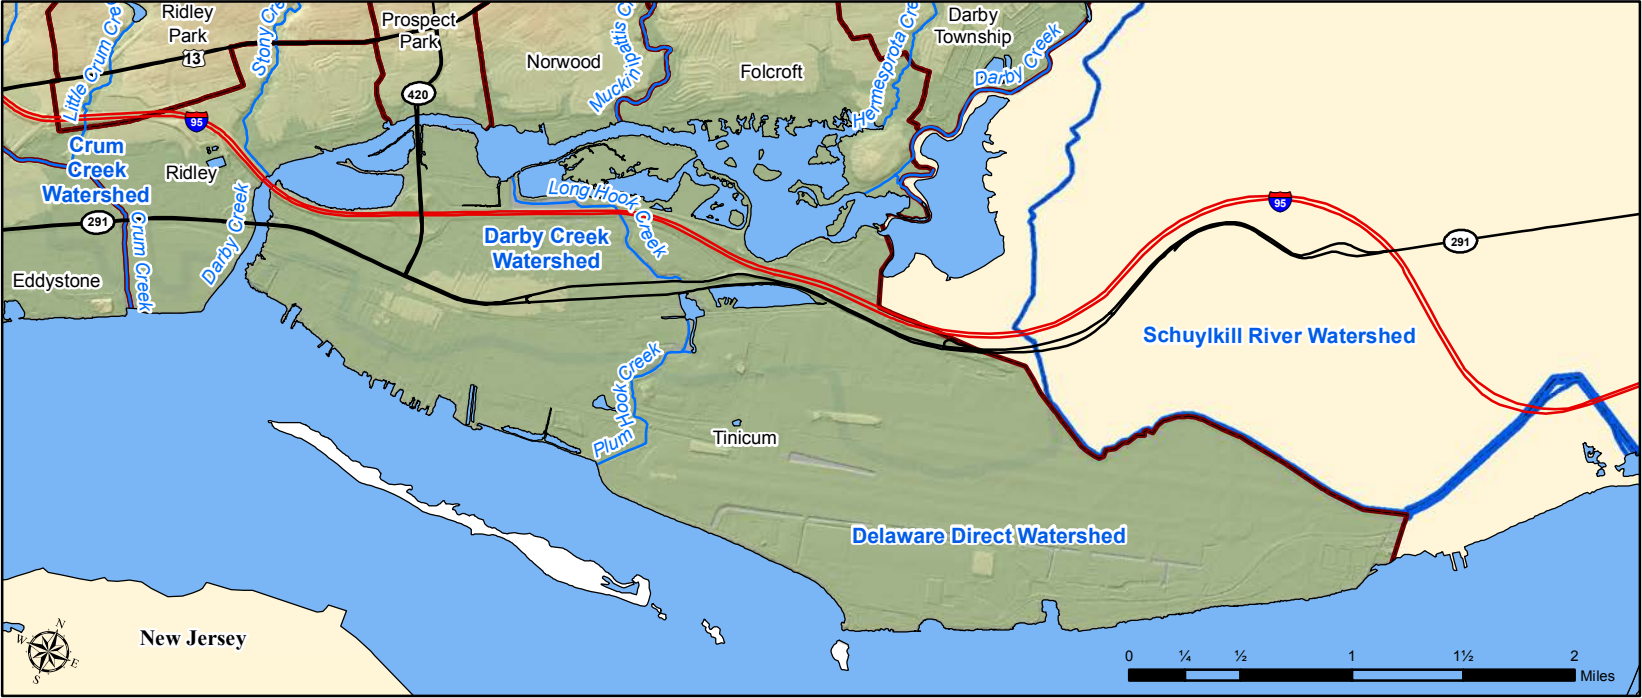 Ridley
Park
13
Little Crum Cre
Stony Cre
Prospect
Park
420
Norwood
Muckinipattis C
Folcroft
Hermesprota Cre
Darby
Township
Darby Creek
95
Crum
Creek
Watershed
Ridley
291
Crum Creek
Darby Creek
Eddystone
Long Hook Creek
Darby Creek
Watershed
95
291
Schuylkill River Watershed
Plum Hook Creek
Tinicum
Delaware Direct Watershed
New Jersey
N
W
E
S
0 ¼ ½ 1 1½ 2
Miles